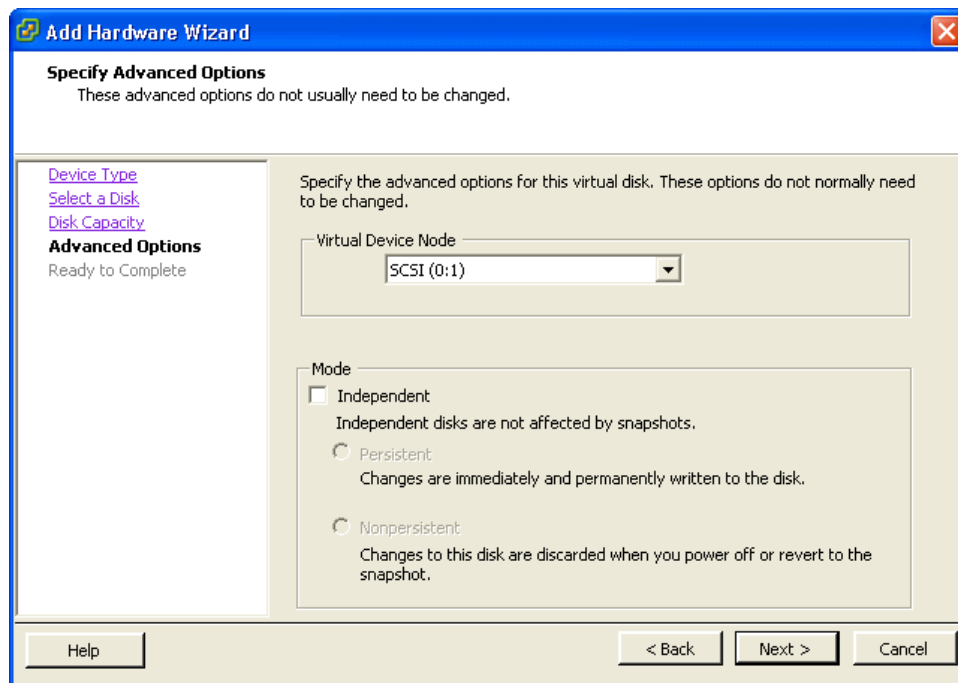 Add Hardware Wizard
Specify Advanced Options
These advanced options do not usually need to be changed.
Device Type
Select a Disk
Disk Capacity
Advanced Options
Ready to Complete
Specify the advanced options for this virtual disk. These options do not normally need
to be changed.
Virtual Device Node
SCSI (0:1)
Mode
Independent
Independent disks are not affected by snapshots.
Persistent
Changes are immediately and permanently written to the disk.
Nonpersistent
Changes to this disk are discarded when you power off or revert to the
snapshot.
Help
< Back
Next >
Cancel